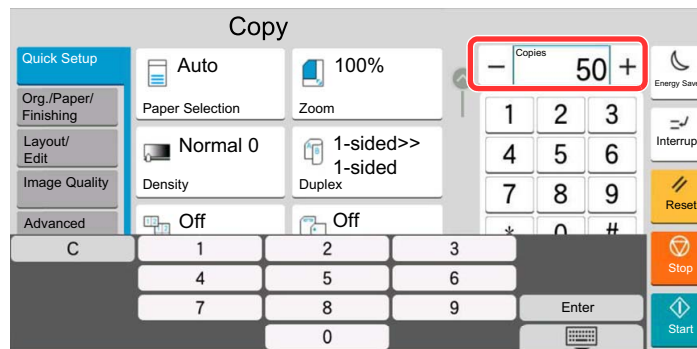 Copy
Quick Setup
Org./Paper/
Finishing
Layout/
Edit
Image Quality
Advanced
Auto
Paper Selection
100%
Zoom
Normal 0
Density
1-sided>>
1-sided
Duplex
Off
Off
Copies
− 50 +
1 2 3
4 5 6
7 8 9
* 0 #
Energy Save
Interrup
Reset
Stop
Start
C 1 2 3
4 5 6
7 8 9
Enter
0